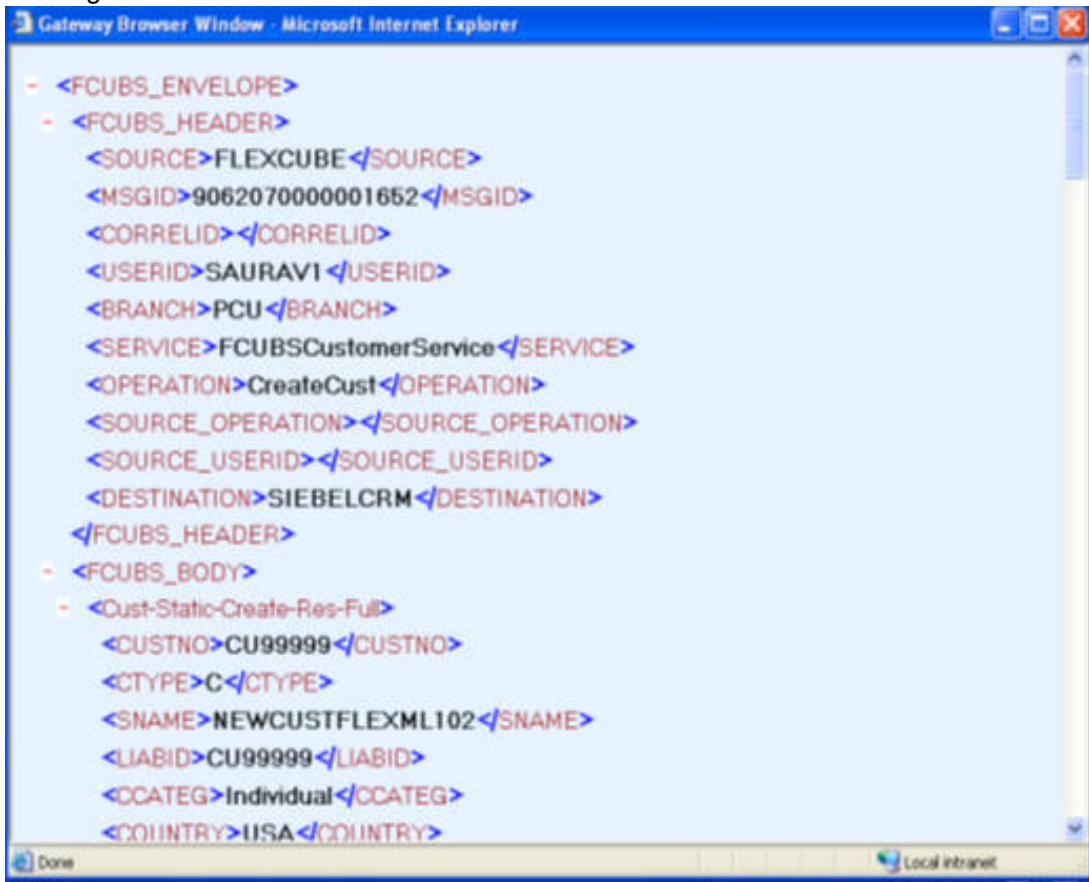 Gateway Browser Window - Microsoft Internet Explorer
- <FCUBS_ENVELOPE>
- <FCUBS_HEADER>
<SOURCE>FLEXCUBE</SOURCE>
<MSGID>9062070000001652</MSGID>
<CORRELID></CORRELID>
<USERID>SAURAV1</USERID>
<BRANCH>PCU</BRANCH>
<SERVICE>FCUBSCustomerService</SERVICE>
<OPERATION>CreateCust</OPERATION>
<SOURCE_OPERATION></SOURCE_OPERATION>
<SOURCE_USERID></SOURCE_USERID>
<DESTINATION>SIEBELCRM</DESTINATION>
</FCUBS_HEADER>
- <FCUBS_BODY>
- <Cust-Static-Create-Res-Full>
<CUSTNO>CU99999</CUSTNO>
<CTYPE>C</CTYPE>
<SNAME>NEWCUSTFLEXML102</SNAME>
<LIABID>CU99999</LIABID>
<CCATEG>Individual</CCATEG>
<COUNTRY>USA</COUNTRY>
Done Local intranet